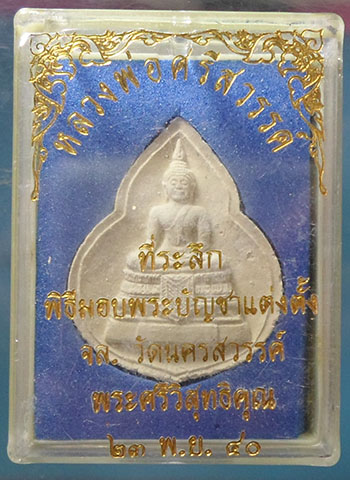 หลวงพ่อศรีสวรรค์
ที่ระลึก
พิธีมอบพระบัญชาแต่งตั้ง
จล. วัดนครสวรรค์
พระศรีวิสุทธิคุณ
๒๓ พ.ย. ๔๐